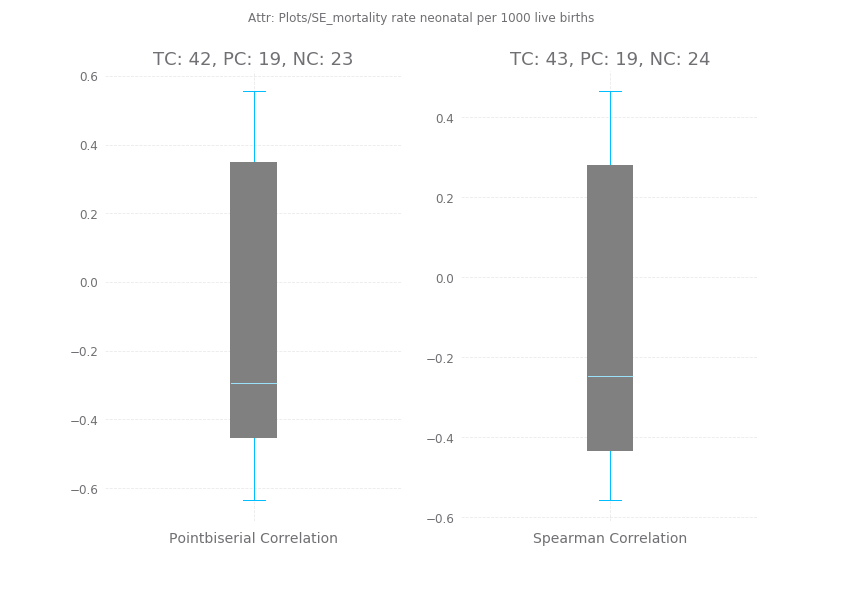 Attr: Plots/SE_mortality rate neonatal per 1000 live births
TC: 42, PC: 19, NC: 23
0.6
0.4
0.2
0.0
−0.2
−0.4
−0.6
Pointbiserial Correlation
TC: 43, PC: 19, NC: 24
0.4
0.2
0.0
−0.2
−0.4
−0.6
Spearman Correlation